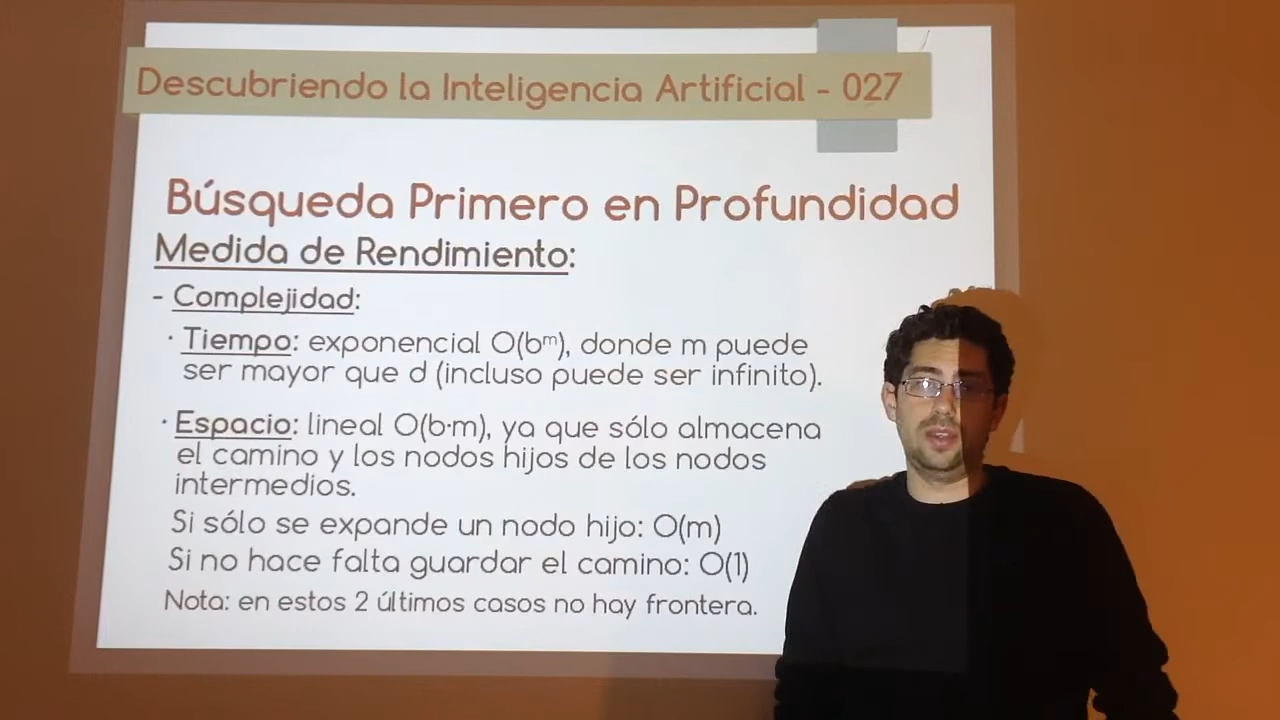 Descubriendo la Inteligencia Artificial - 027
Búsqueda Primero en Profundidad
Medida de Rendimiento:
- Complejidad:
· Tiempo: exponencial O(bᵐ), donde m puede
ser mayor que d (incluso puede ser infinito).
· Espacio: lineal O(b·m), ya que sólo almacena
el camino y los nodos hijos de los nodos
intermedios.
Si sólo se expande un nodo hijo: O(m)
Si no hace falta guardar el camino: O(1)
Nota: en estos 2 últimos casos no hay frontera.